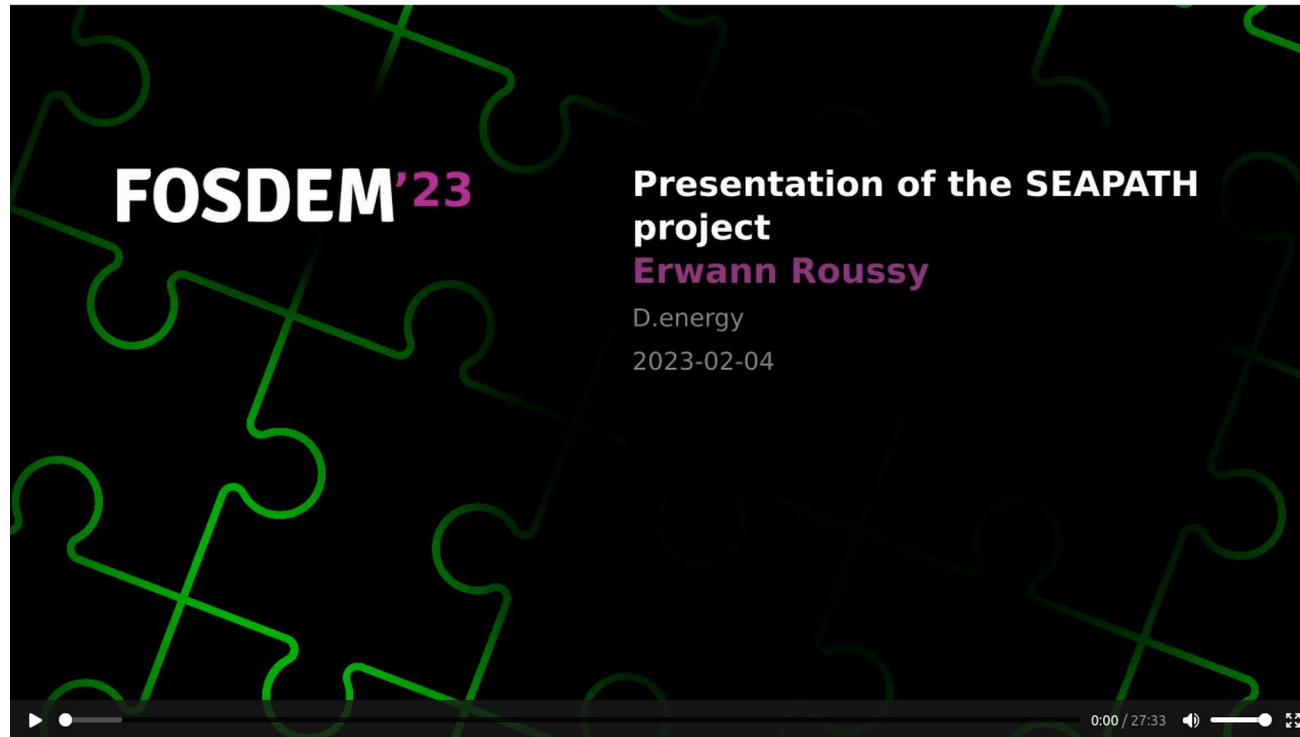 FOSDEM’23
Presentation of the SEAPATH
project
Erwann Roussy
D.energy
2023-02-04
0:00 / 27:33